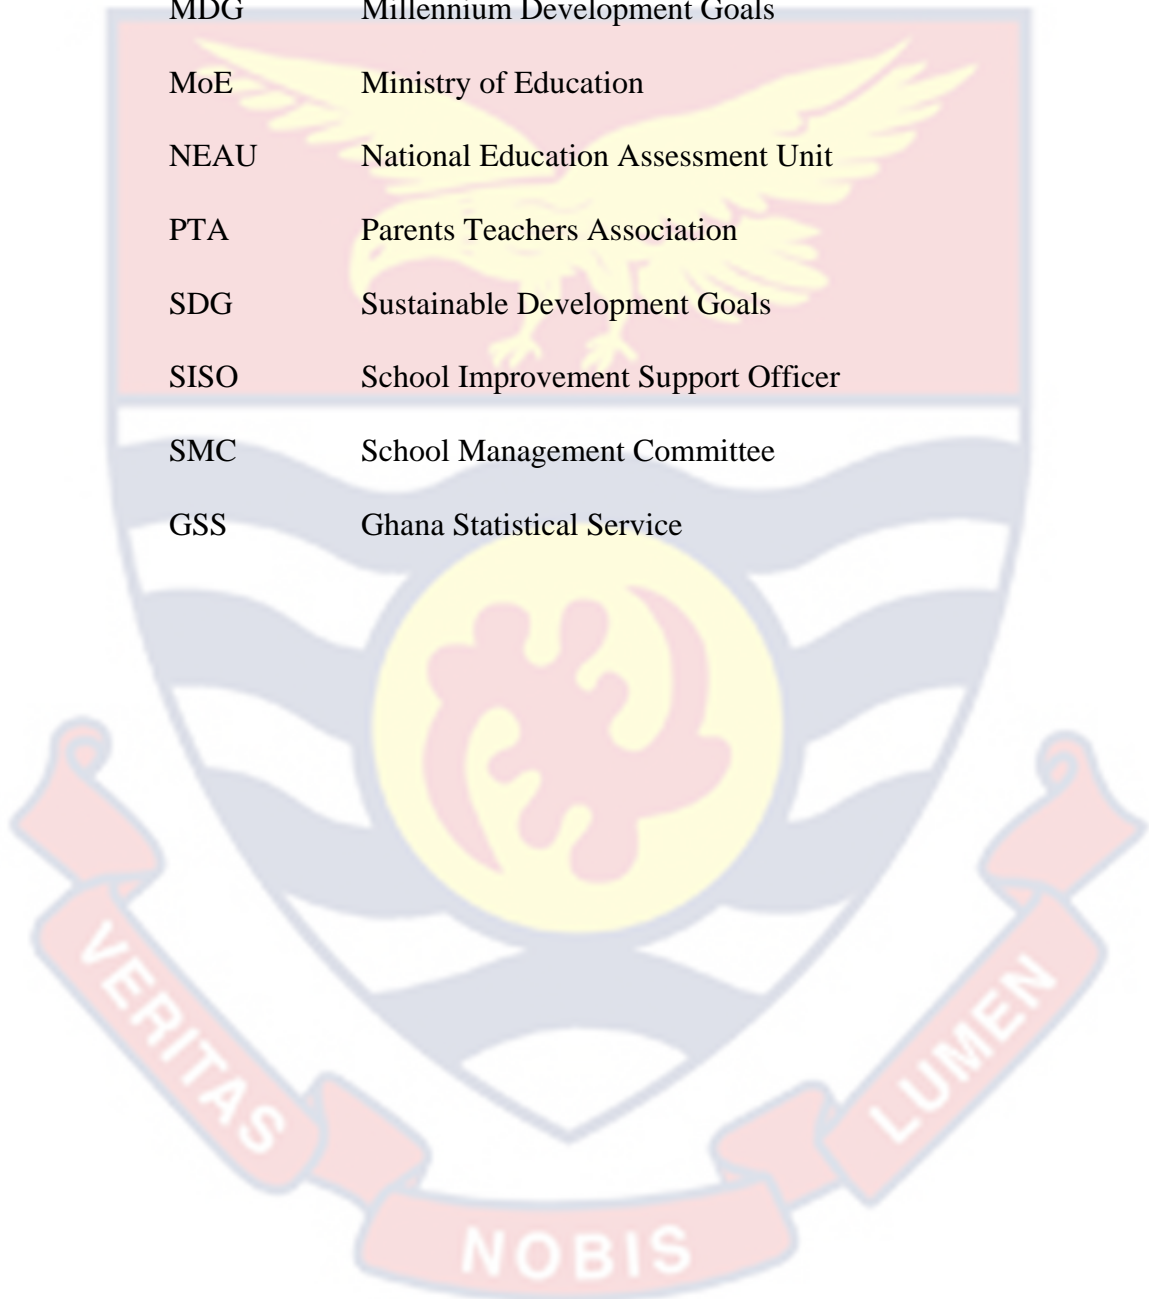 MDG Millennium Development Goals
MoE Ministry of Education
NEAU National Education Assessment Unit
PTA Parents Teachers Association
SDG Sustainable Development Goals
SISO School Improvement Support Officer
SMC School Management Committee
GSS Ghana Statistical Service
VERITAS
NOBIS
LUMEN